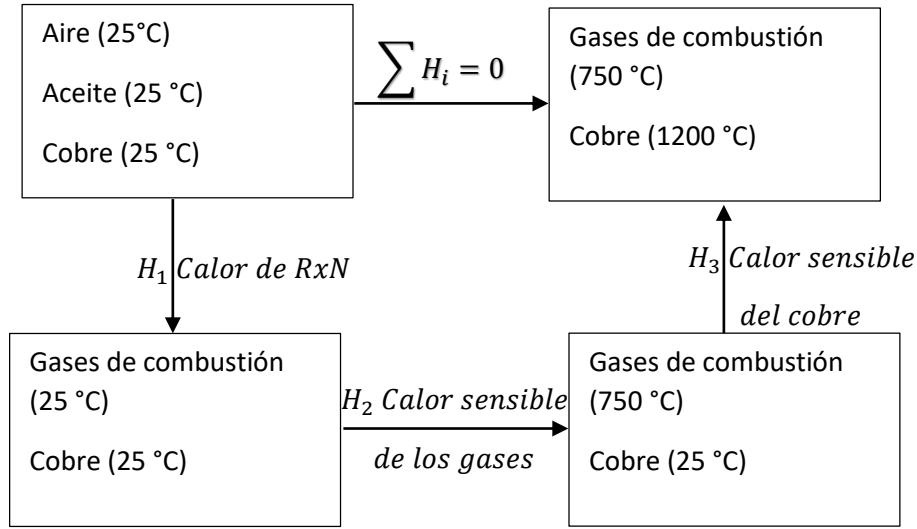 Aire (25°C)
Aceite (25 °C)
Cobre (25 °C)
∑ H_i = 0
Gases de combustión
(750 °C)
Cobre (1200 °C)
H_1 Calor de RxN
H_3 Calor sensible
del cobre
Gases de combustión
(25 °C)
Cobre (25 °C)
H_2 Calor sensible
de los gases
Gases de combustión
(750 °C)
Cobre (25 °C)